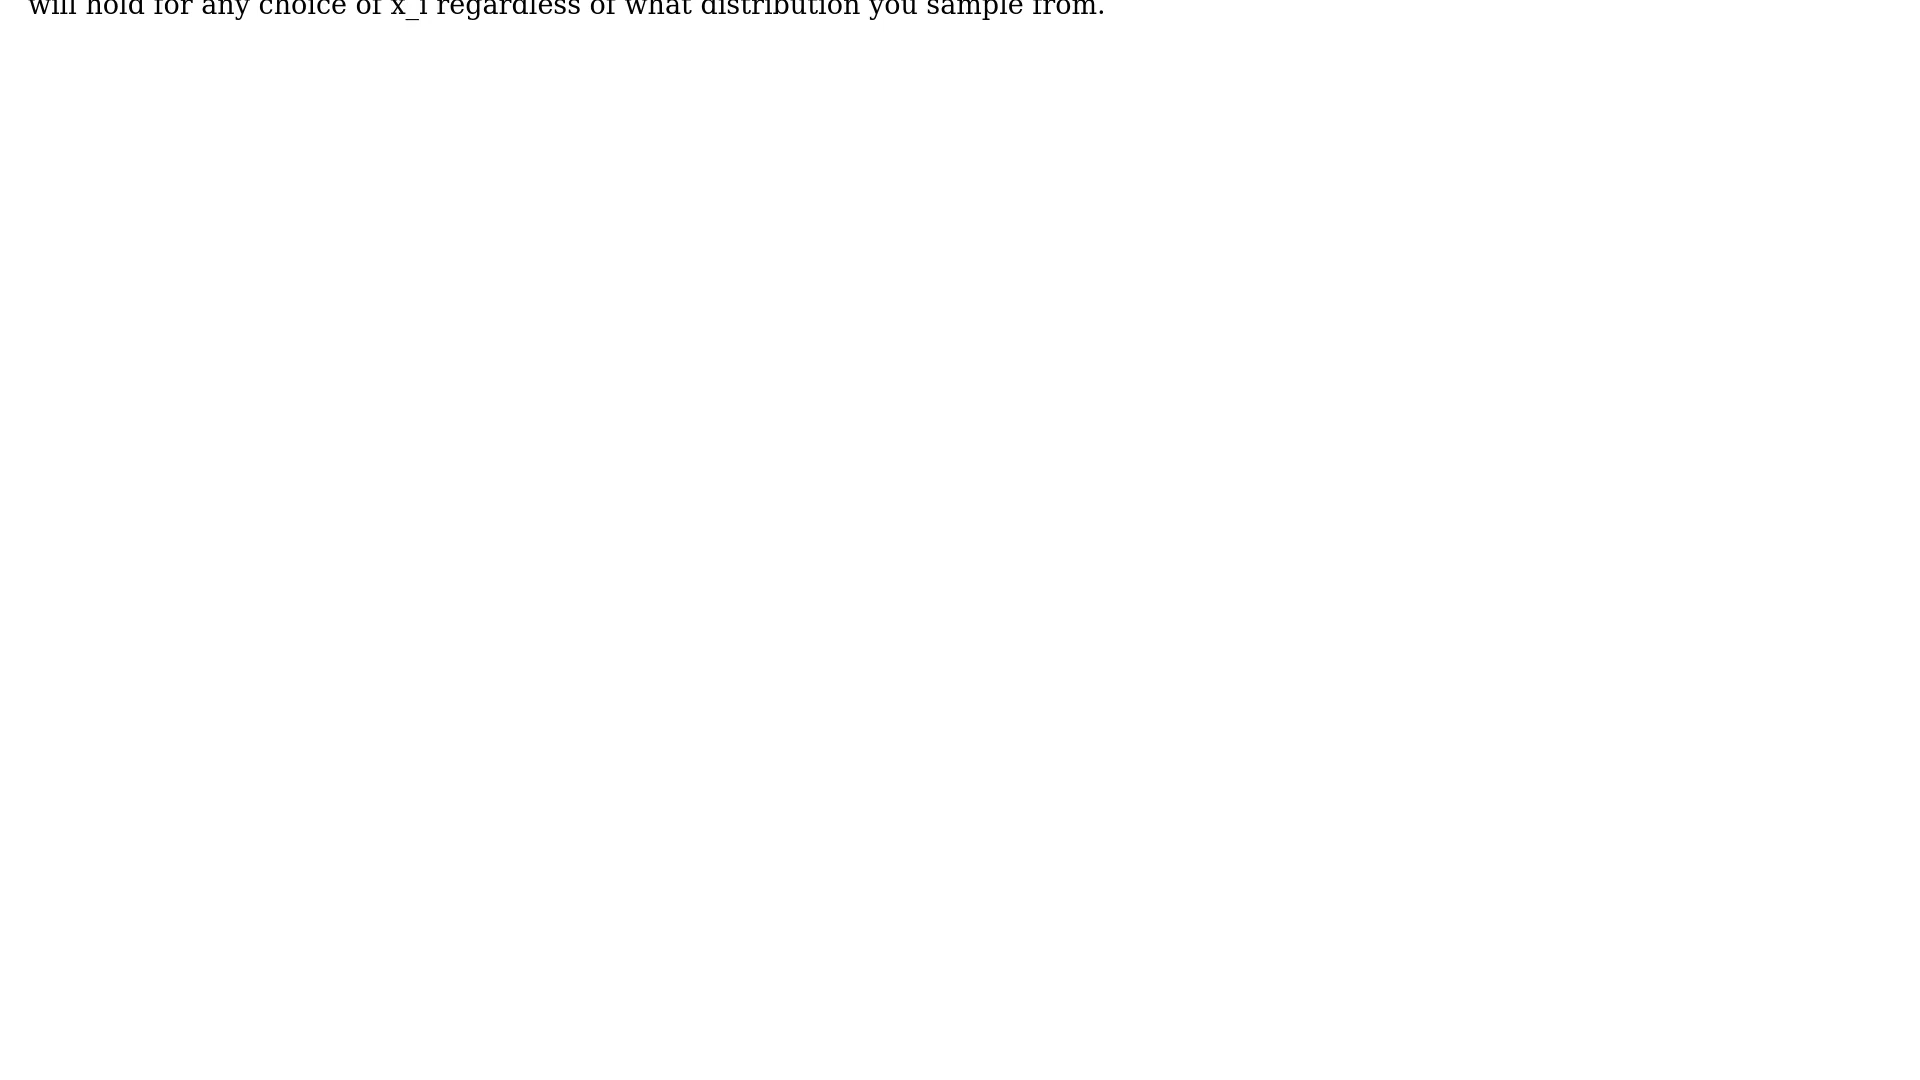 will hold for any choice of x_i regardless of what distribution you sample from.